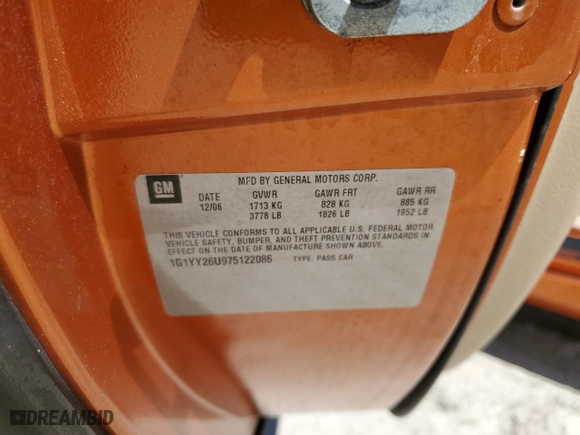 GM
MFD BY GENERAL MOTORS CORP.
DATE GVWR GAWR FRT GAWR RR
12/06 1713 KG 828 KG 885 KG
3778 LB 1826 LB 1952 LB
THIS VEHICLE CONFORMS TO ALL APPLICABLE U.S. FEDERAL MOTOR
VEHICLE SAFETY, BUMPER, AND THEFT PREVENTION STANDARDS IN
EFFECT ON THE DATE OF MANUFACTURE SHOWN ABOVE.
1G1YY26U975122086 TYPE: PASS CAR
DREAMBID